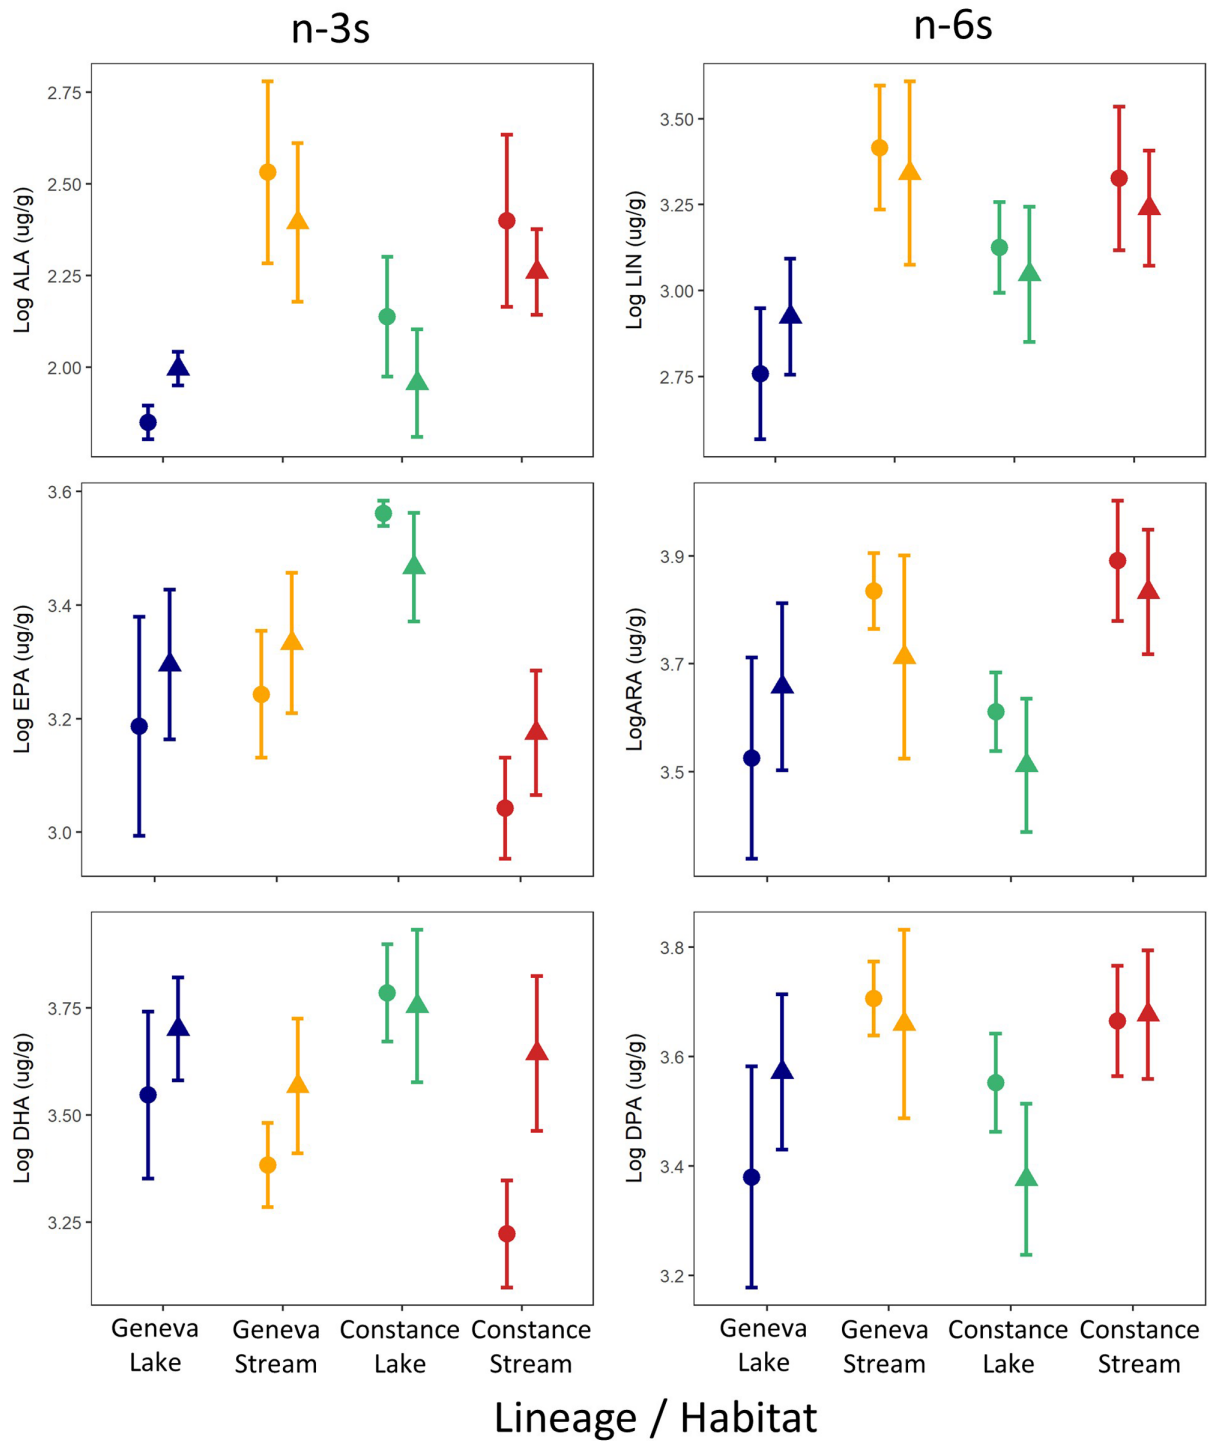 n-3s
n-6s
Log ALA (ug/g)
2.75
2.50
2.25
2.00
Log LIN (ug/g)
3.50
3.25
3.00
2.75
Log EPA (ug/g)
3.6
3.4
3.2
3.0
LogARA (ug/g)
3.9
3.7
3.5
Log DHA (ug/g)
3.75
3.50
3.25
Log DPA (ug/g)
3.8
3.6
3.4
3.2
Geneva
Lake
Geneva
Stream
Constance
Lake
Constance
Stream
Geneva
Lake
Geneva
Stream
Constance
Lake
Constance
Stream
Lineage / Habitat